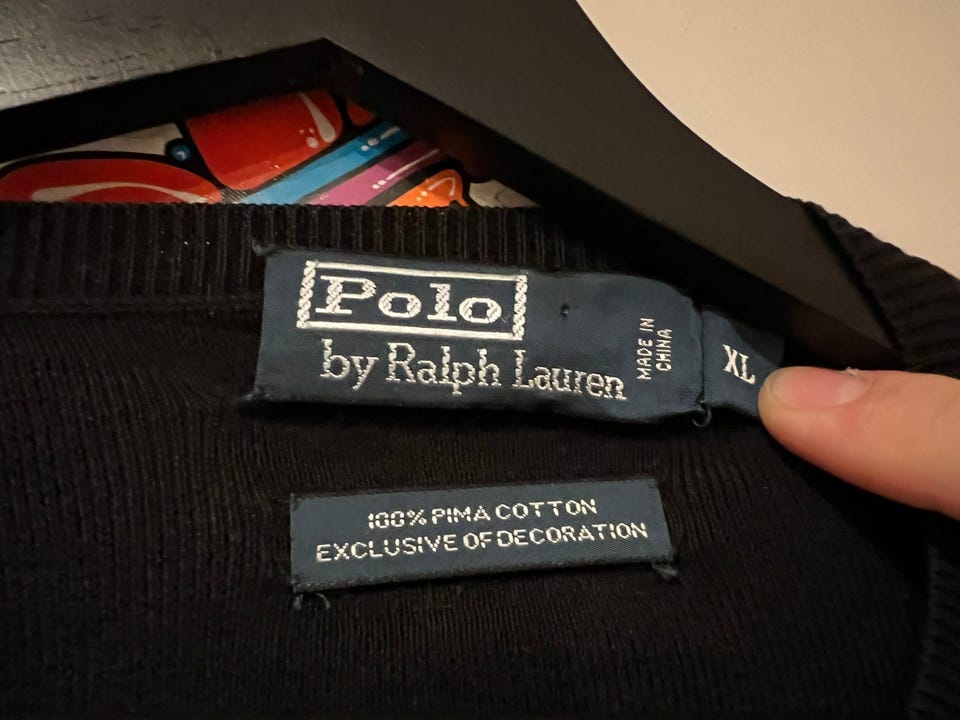 Polo
by Ralph Lauren
MADE IN
CHINA
XL
100% PIMA COTTON
EXCLUSIVE OF DECORATION